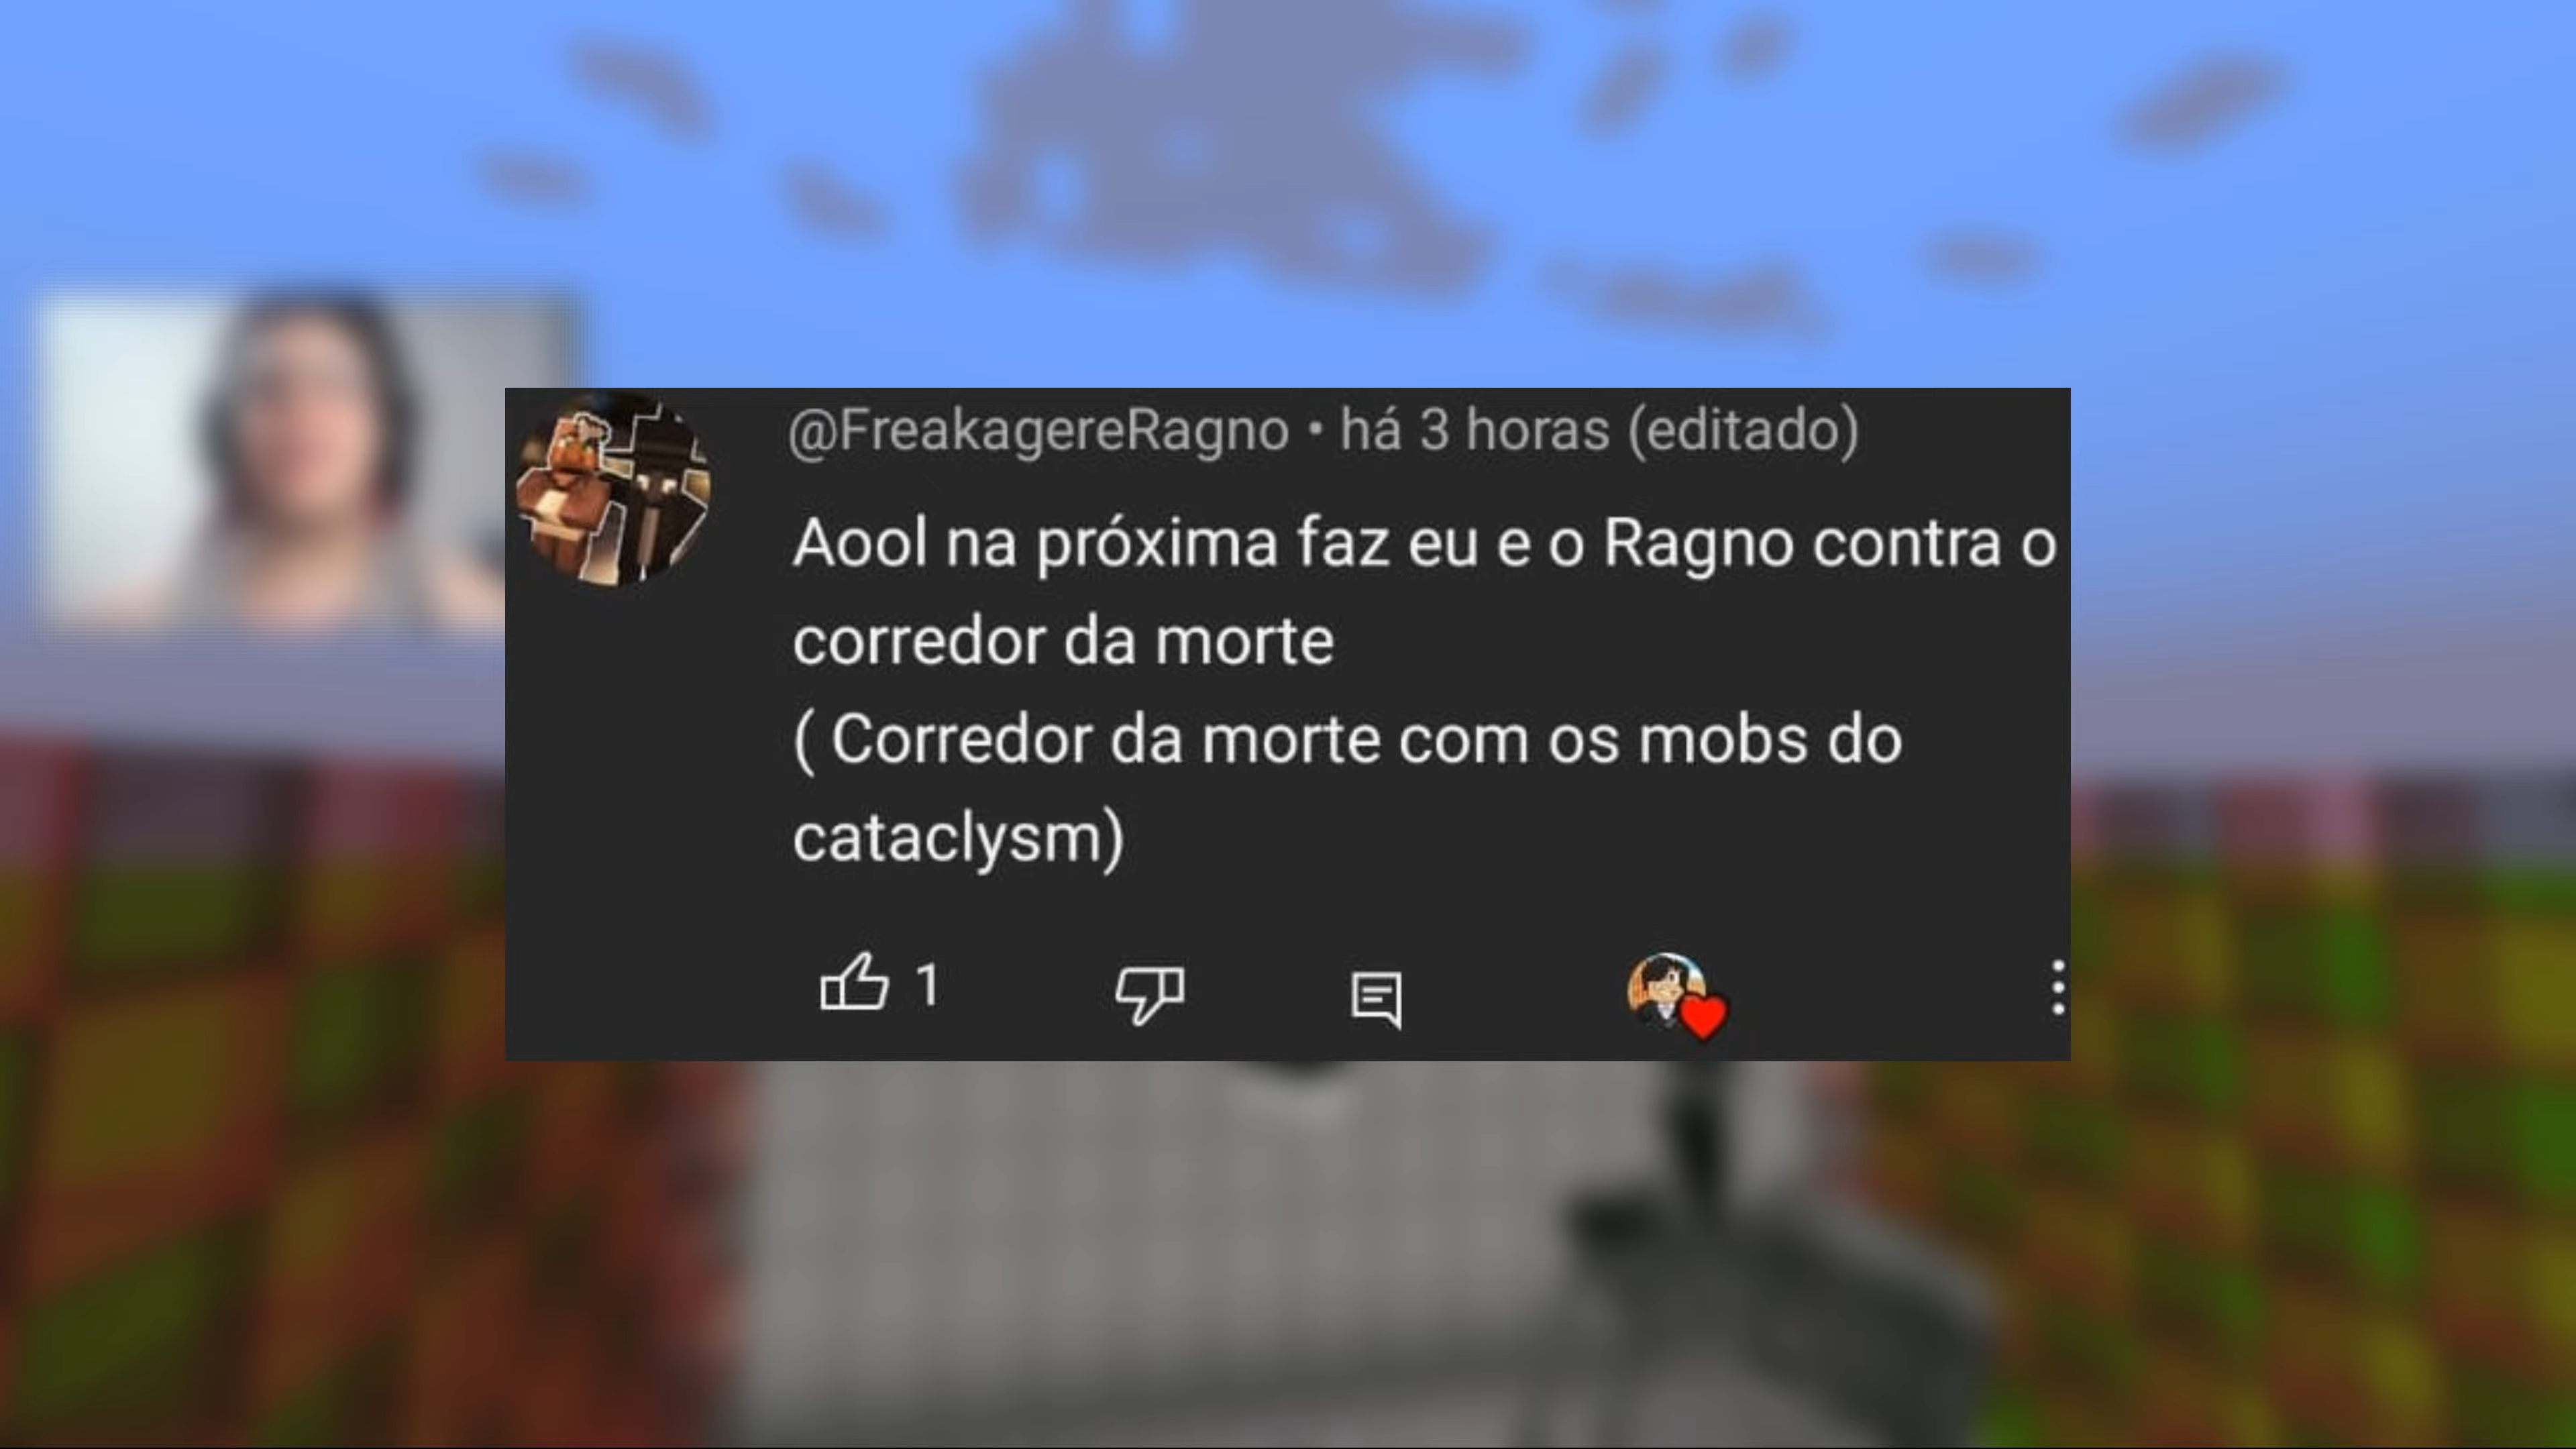 @FreakagereRagno • há 3 horas (editado)
Aool na próxima faz eu e o Ragno contra o
corredor da morte
( Corredor da morte com os mobs do
cataclysm)
1